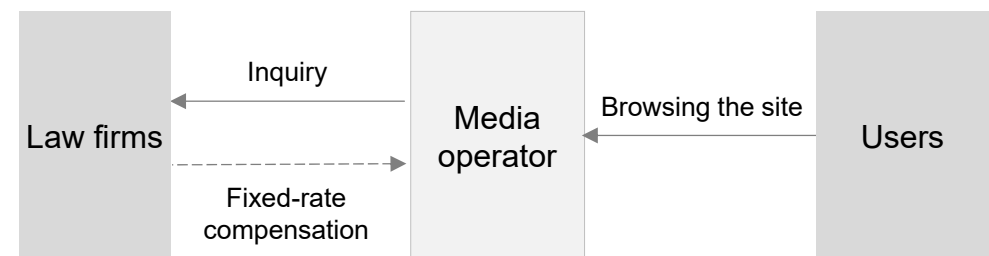 Law firms
Inquiry
Fixed-rate
compensation
Media
operator
Browsing the site
Users